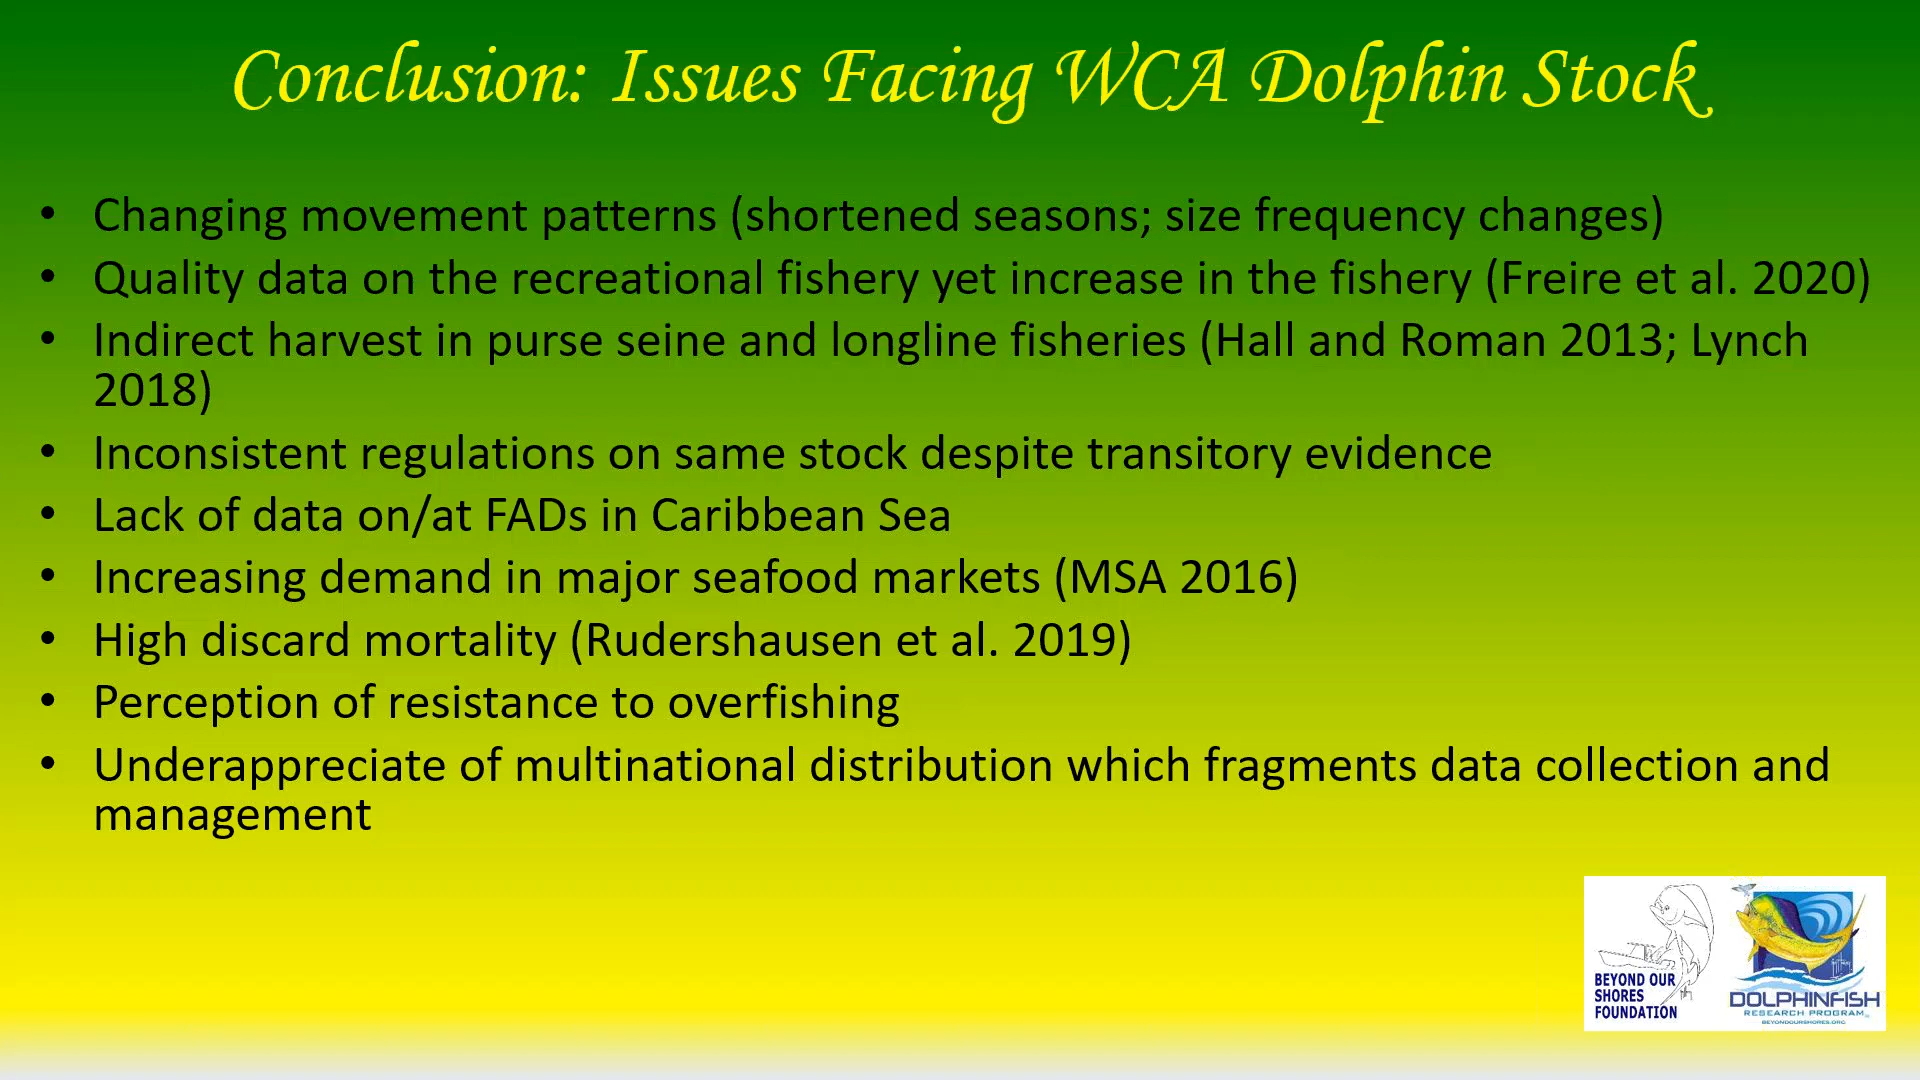 Conclusion: Issues Facing WCA Dolphin Stock
• Changing movement patterns (shortened seasons; size frequency changes)
• Quality data on the recreational fishery yet increase in the fishery (Freire et al. 2020)
• Indirect harvest in purse seine and longline fisheries (Hall and Roman 2013; Lynch
2018)
• Inconsistent regulations on same stock despite transitory evidence
• Lack of data on/at FADs in Caribbean Sea
• Increasing demand in major seafood markets (MSA 2016)
• High discard mortality (Rudershausen et al. 2019)
• Perception of resistance to overfishing
• Underappreciate of multinational distribution which fragments data collection and
management
BEYOND OUR
SHORES
FOUNDATION
DOLPHINFISH
RESEARCH PROGRAM
BEYONDOURSHORES.ORG